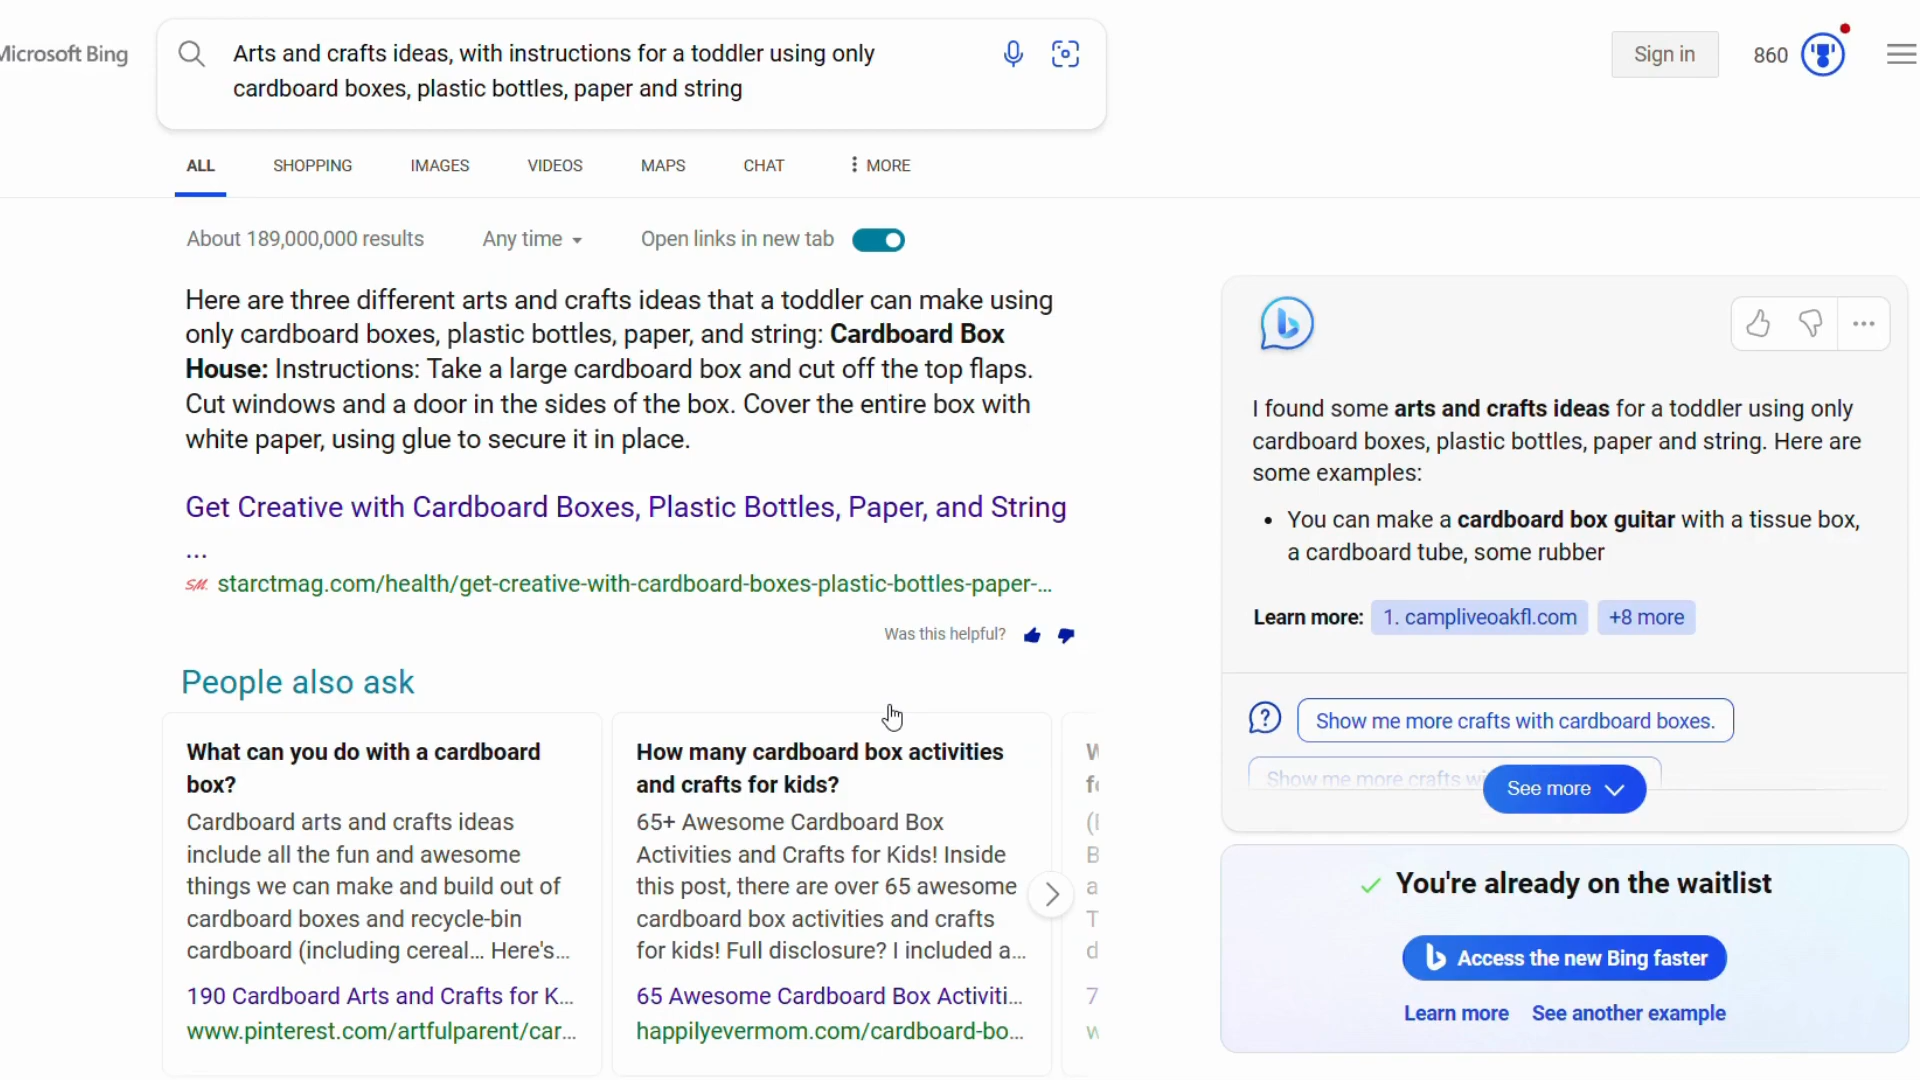 Microsoft Bing
Arts and crafts ideas, with instructions for a toddler using only
cardboard boxes, plastic bottles, paper and string
Sign in
860
ALL
SHOPPING
IMAGES
VIDEOS
MAPS
CHAT
MORE
About 189,000,000 results
Any time
Open links in new tab
Here are three different arts and crafts ideas that a toddler can make using
only cardboard boxes, plastic bottles, paper, and string: Cardboard Box
House: Instructions: Take a large cardboard box and cut off the top flaps.
Cut windows and a door in the sides of the box. Cover the entire box with
white paper, using glue to secure it in place.
Get Creative with Cardboard Boxes, Plastic Bottles, Paper, and String
...
SM. starctmag.com/health/get-creative-with-cardboard-boxes-plastic-bottles-paper-...
Was this helpful?
People also ask
What can you do with a cardboard
box?
Cardboard arts and crafts ideas
include all the fun and awesome
things we can make and build out of
cardboard boxes and recycle-bin
cardboard (including cereal... Here's...
190 Cardboard Arts and Crafts for K...
www.pinterest.com/artfulparent/car...
How many cardboard box activities
and crafts for kids?
65+ Awesome Cardboard Box
Activities and Crafts for Kids! Inside
this post, there are over 65 awesome
cardboard box activities and crafts
for kids! Full disclosure? I included a...
65 Awesome Cardboard Box Activiti...
happilyevermom.com/cardboard-bo...
I found some arts and crafts ideas for a toddler using only
cardboard boxes, plastic bottles, paper and string. Here are
some examples:
• You can make a cardboard box guitar with a tissue box,
a cardboard tube, some rubber
Learn more: 1. campliveoakfl.com +8 more
Show me more crafts with cardboard boxes.
Show me more crafts
See more
You're already on the waitlist
Access the new Bing faster
Learn more
See another example